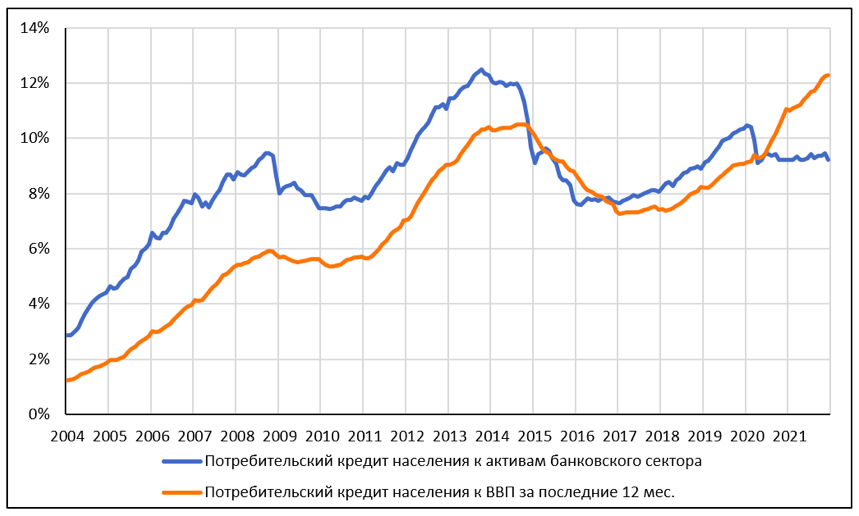 14%
12%
10%
8%
6%
4%
2%
0%
2004 2005 2006 2007 2008 2009 2010 2011 2012 2013 2014 2015 2016 2017 2018 2019 2020 2021
Потребительский кредит населения к активам банковского сектора
Потребительский кредит населения к ВВП за последние 12 мес.